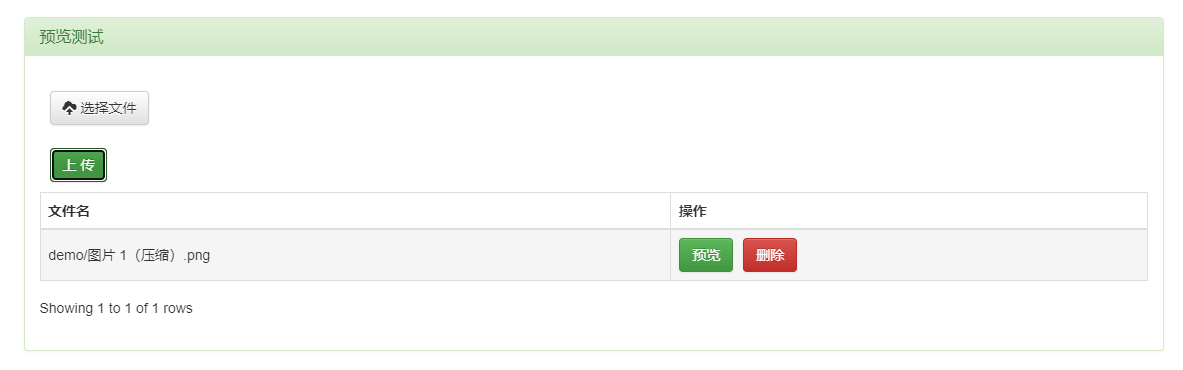 预览测试
选择文件
上 传
文件名 操作
demo/图片 1（压缩）.png 预览 删除
Showing 1 to 1 of 1 rows